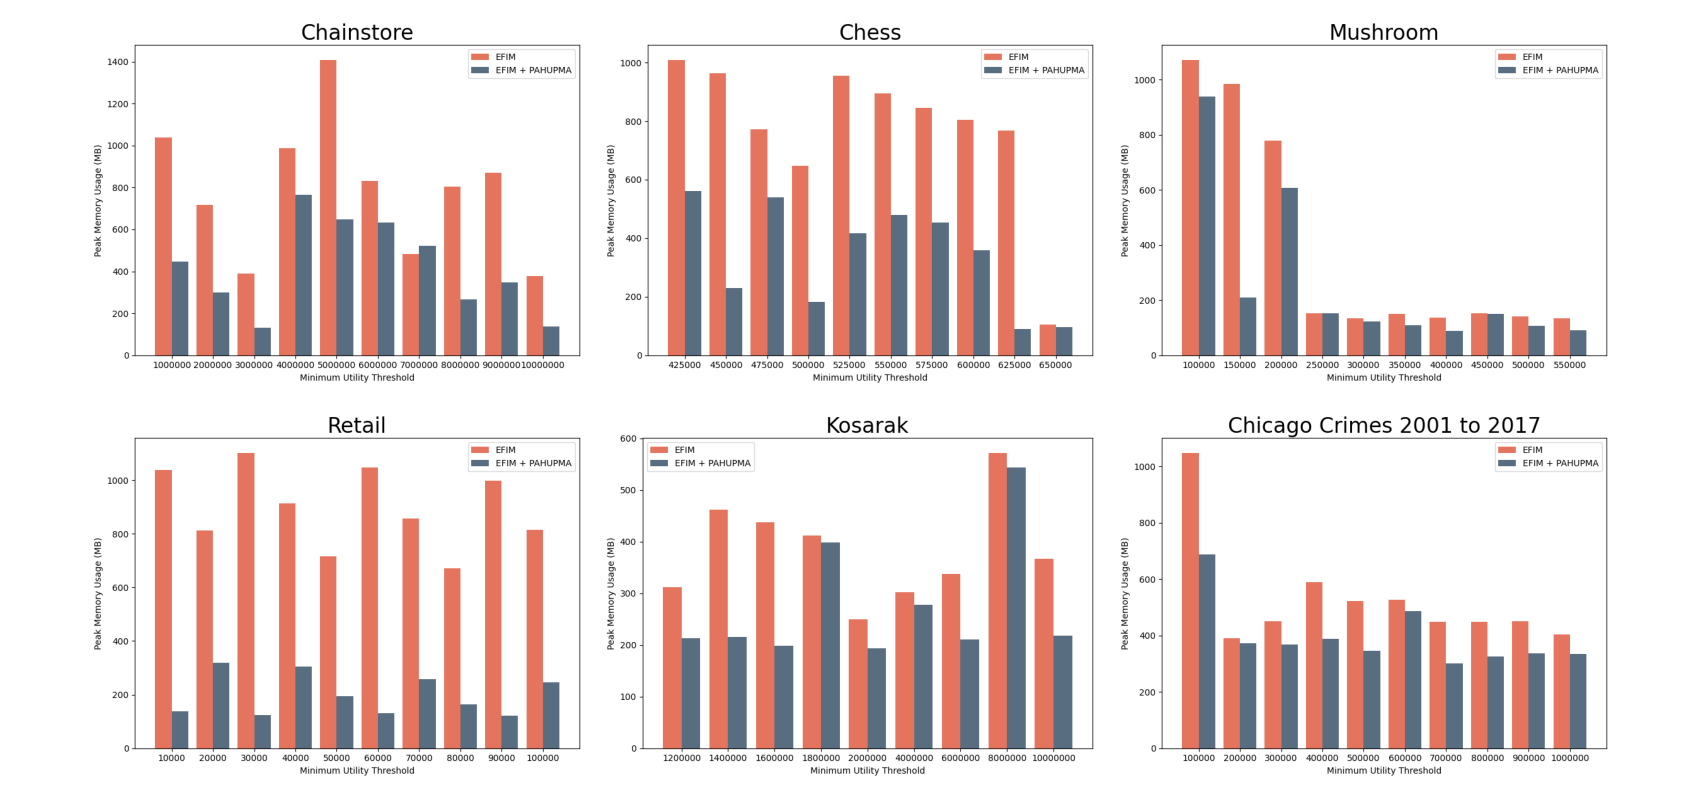 Chainstore
EFIM
EFIM + PAHUPMA
Peak Memory Usage (MB)
1400
1200
1000
800
600
400
200
0
1000000 2000000 3000000 4000000 5000000 6000000 7000000 8000000 9000000 10000000
Minimum Utility Threshold
Chess
EFIM
EFIM + PAHUPMA
Peak Memory Usage (MB)
1000
800
600
400
200
0
425000 450000 475000 500000 525000 550000 575000 600000 625000 650000
Minimum Utility Threshold
Mushroom
EFIM
EFIM + PAHUPMA
Peak Memory Usage (MB)
1000
800
600
400
200
0
100000 150000 200000 250000 300000 350000 400000 450000 500000 550000
Minimum Utility Threshold
Retail
EFIM
EFIM + PAHUPMA
Peak Memory Usage (MB)
1000
800
600
400
200
0
10000 20000 30000 40000 50000 60000 70000 80000 90000 100000
Minimum Utility Threshold
Kosarak
EFIM
EFIM + PAHUPMA
Peak Memory Usage (MB)
600
500
400
300
200
100
0
1200000 1400000 1600000 1800000 2000000 4000000 6000000 8000000 10000000
Minimum Utility Threshold
Chicago Crimes 2001 to 2017
EFIM
EFIM + PAHUPMA
Peak Memory Usage (MB)
1000
800
600
400
200
0
100000 200000 300000 400000 500000 600000 700000 800000 900000 1000000
Minimum Utility Threshold